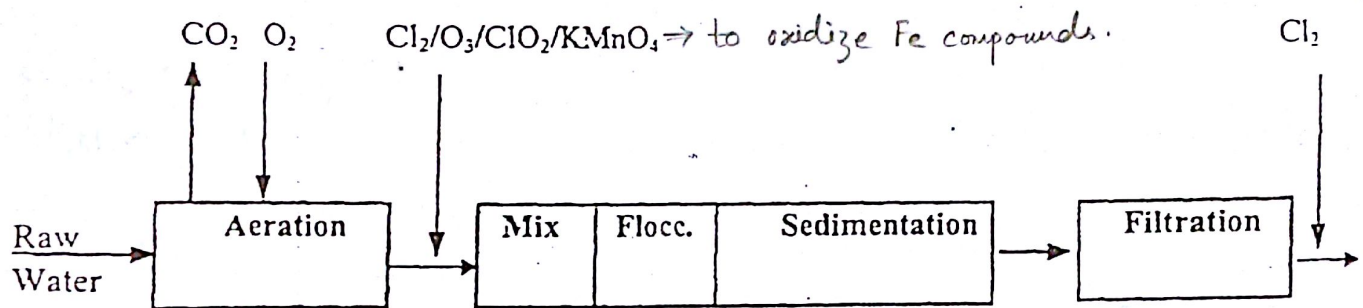 CO₂ O₂ Cl₂/O₃/ClO₂/KMnO₄ ⇒ to oxidize Fe compounds. Cl₂
Raw Aeration Mix Flocc. Sedimentation Filtration
Water